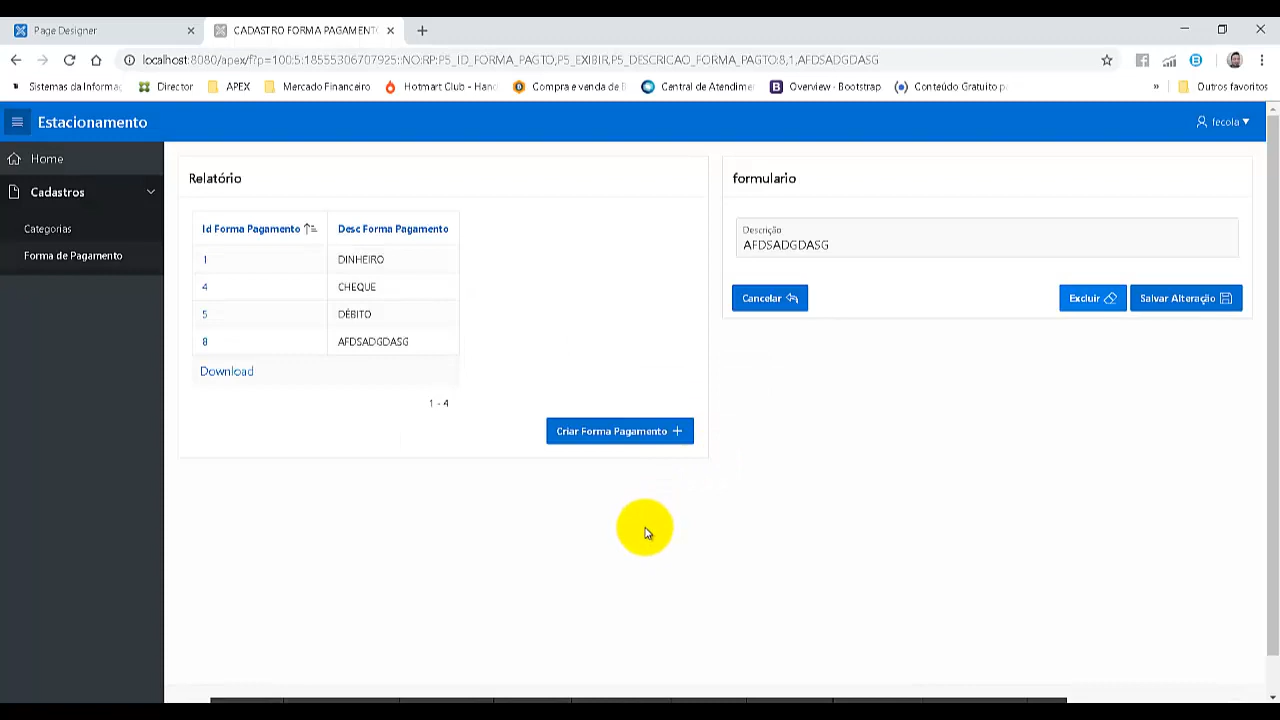 Page Designer
CADASTRO FORMA PAGAMENT
localhost:8080/apex/f?p=100:5:18555306707925::NO:RP:P5_ID_FORMA_PAGTO,P5_EXIBIR,P5_DESCRICAO_FORMA_PAGTO:8,1,AFDSADGDASG
Sistemas da Informaç
Director
APEX
Mercado Financeiro
Hotmart Club - Hand
Compra e venda de B
Central de Atendime
Overview · Bootstrap
Conteúdo Gratuito p
»
Outros favoritos
Estacionamento
fecola
Home
Cadastros
Categorias
Forma de Pagamento
Relatório
Id Forma Pagamento Desc Forma Pagamento
1 DINHEIRO
4 CHEQUE
5 DÉBITO
8 AFDSADGDASG
Download
1 - 4
Criar Forma Pagamento
formulario
Descrição
AFDSADGDASG
Cancelar
Excluir
Salvar Alteração